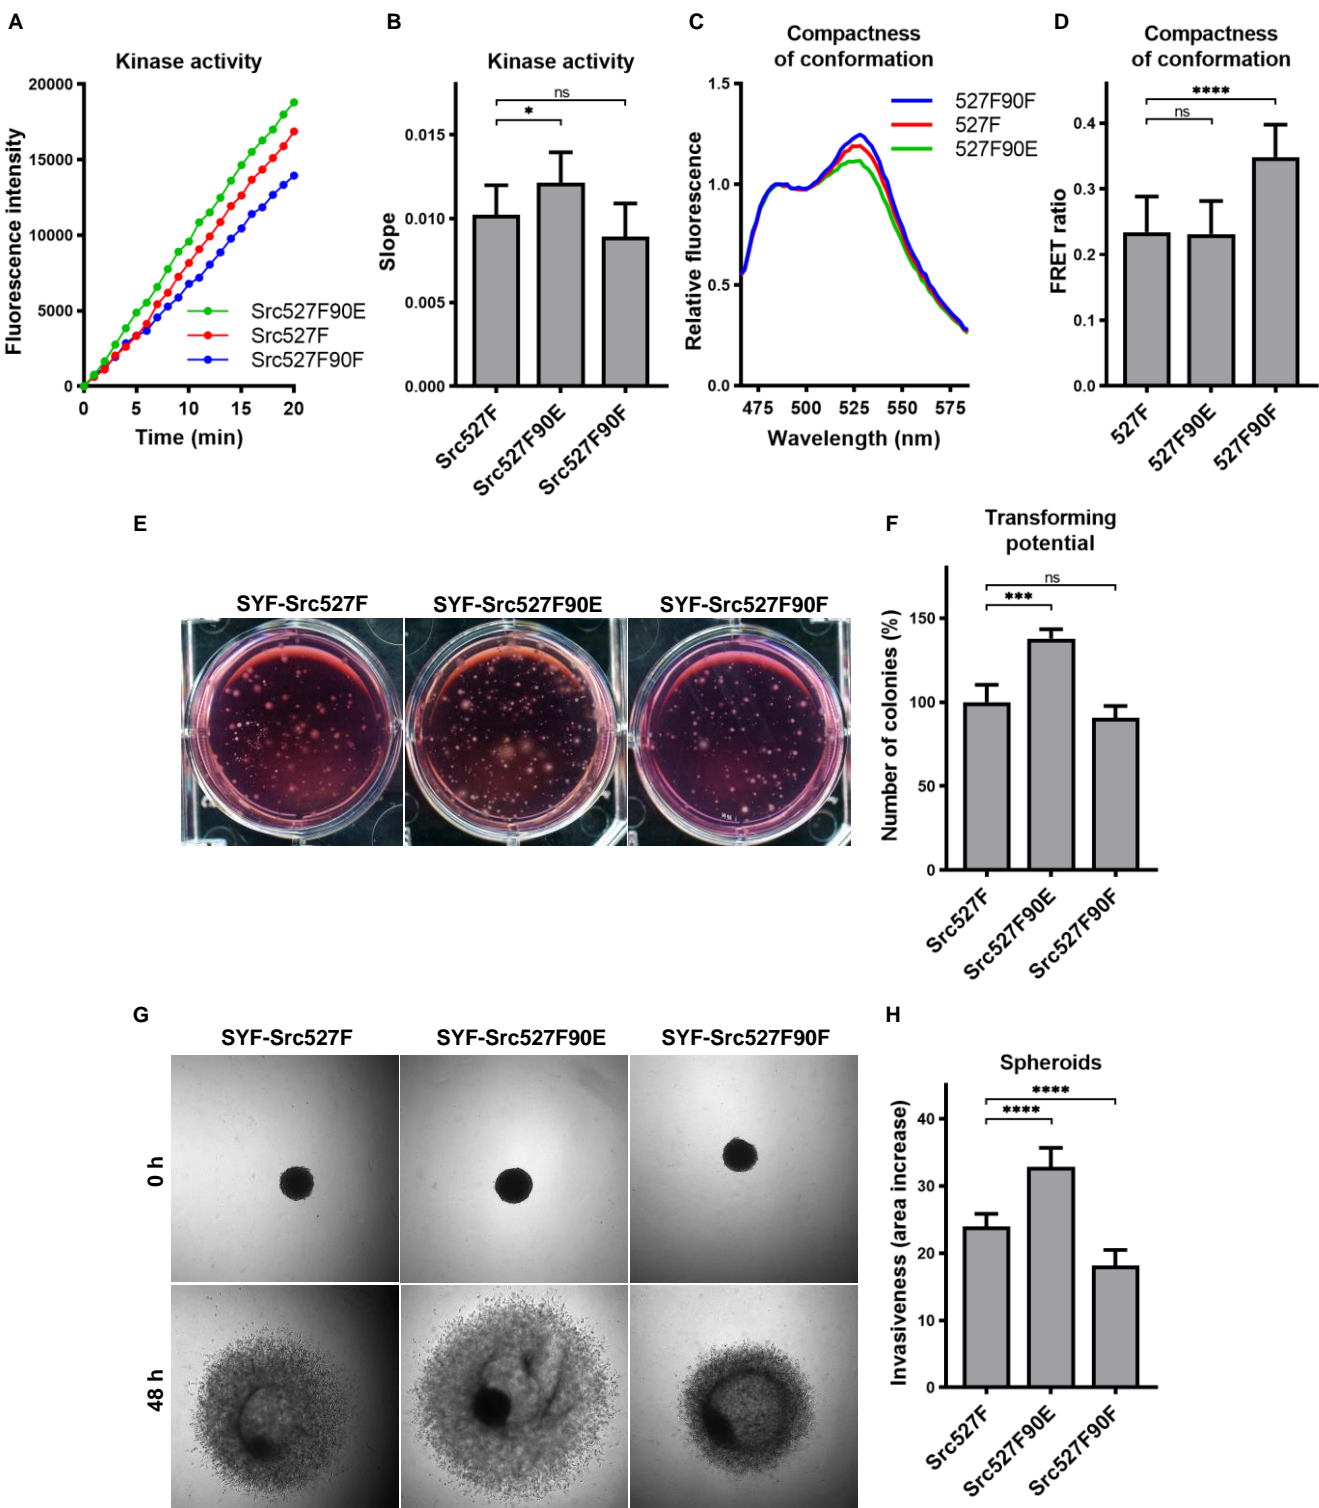 A
Kinase activity
Fluorescence intensity
20000
15000
10000
5000
0
0 5 10 15 20
Time (min)
Src527F90E
Src527F
Src527F90F
B
Kinase activity
ns
*
Slope
0.015
0.010
0.005
0.000
Src527F
Src527F90E
Src527F90F
C
Compactness
of conformation
Relative fluorescence
1.5
1.0
0.5
0.0
475 500 525 550 575
Wavelength (nm)
527F90F
527F
527F90E
D
Compactness
of conformation
****
ns
FRET ratio
0.4
0.3
0.2
0.1
0.0
527F
527F90E
527F90F
E
SYF-Src527F
SYF-Src527F90E
SYF-Src527F90F
F
Transforming
potential
ns
***
Number of colonies (%)
150
100
50
0
Src527F
Src527F90E
Src527F90F
G
SYF-Src527F
SYF-Src527F90E
SYF-Src527F90F
0 h
48 h
H
Spheroids
****
****
Invasiveness (area increase)
40
30
20
10
0
Src527F
Src527F90E
Src527F90F